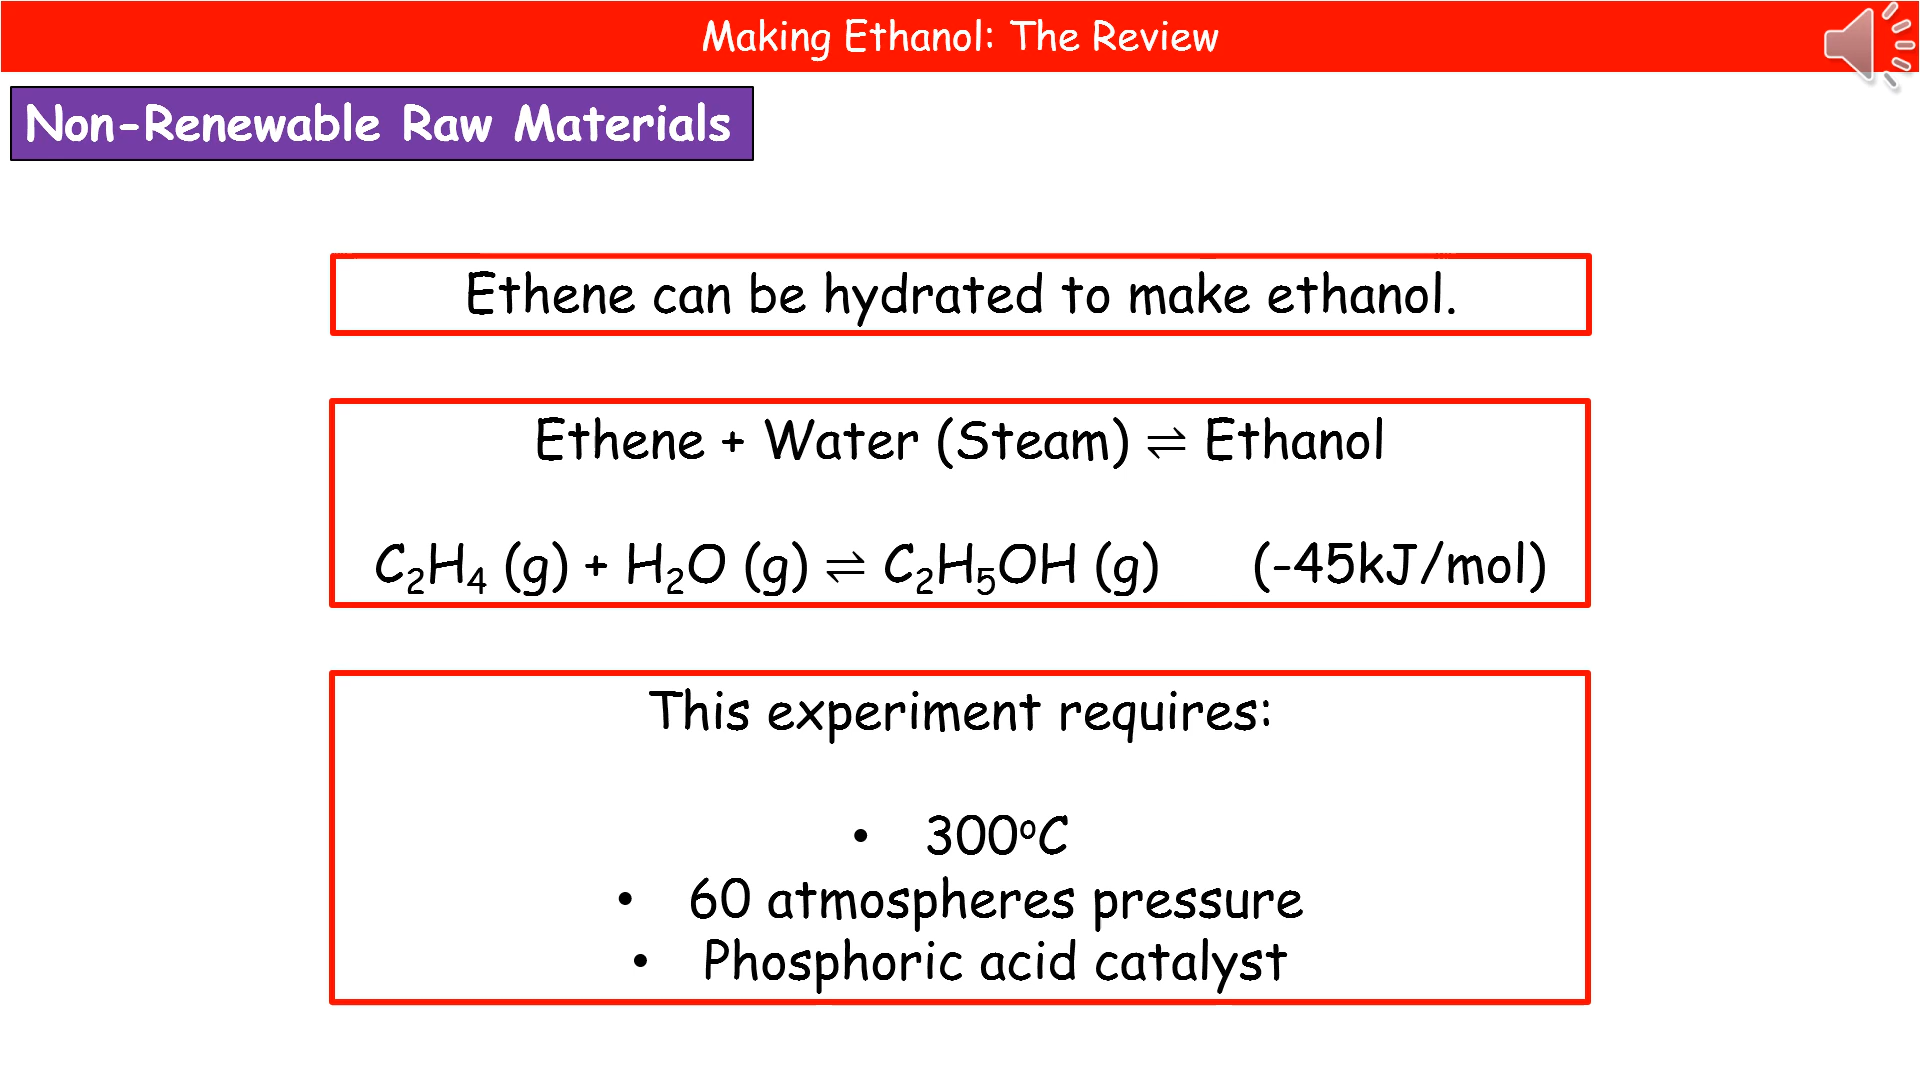 Making Ethanol: The Review
Non-Renewable Raw Materials
Ethene can be hydrated to make ethanol.
Ethene + Water (Steam) ⇌ Ethanol
C₂H₄ (g) + H₂O (g) ⇌ C₂H₅OH (g) (-45kJ/mol)
This experiment requires:
• 300ºC
• 60 atmospheres pressure
• Phosphoric acid catalyst